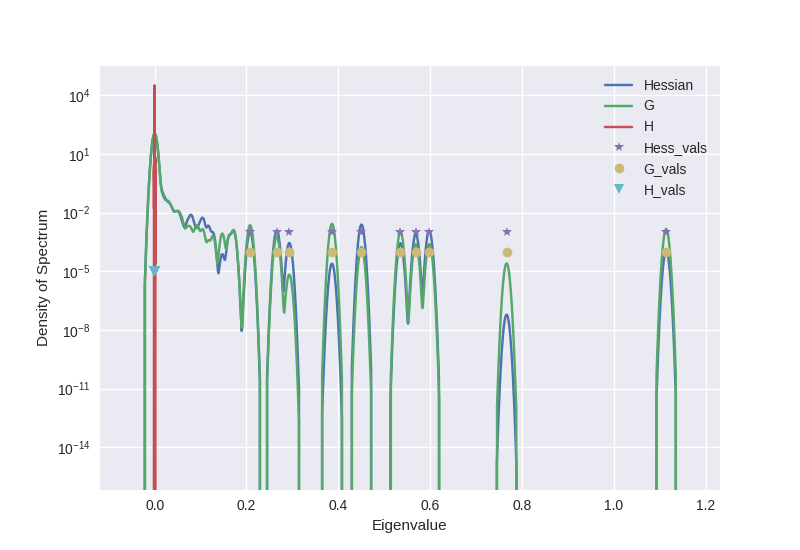 Density of Spectrum
10^4
10^1
10^-2
10^-5
10^-8
10^-11
10^-14
Hessian
G
H
Hess_vals
G_vals
H_vals
0.0 0.2 0.4 0.6 0.8 1.0 1.2
Eigenvalue